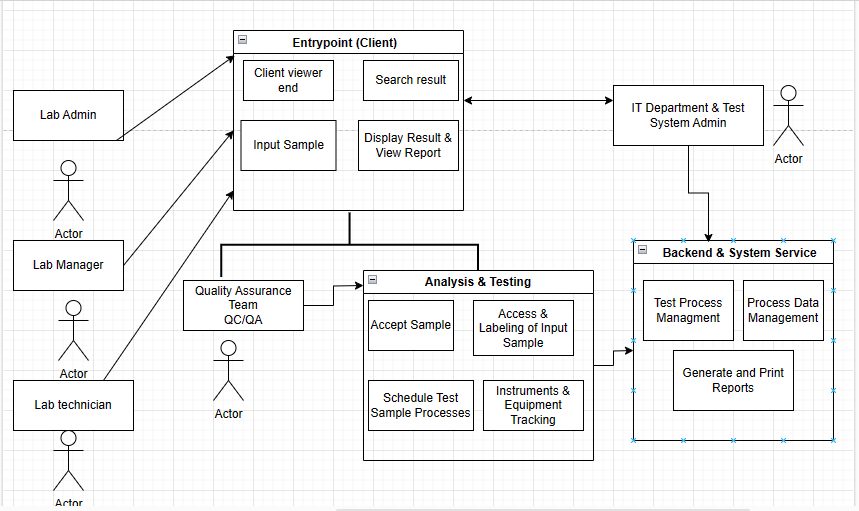 Entrypoint (Client)
Client viewer
end
Search result
Input Sample
Display Result &
View Report
Lab Admin
Actor
Lab Manager
Actor
Lab technician
Actor
IT Department & Test
System Admin
Actor
Quality Assurance
Team
QC/QA
Actor
Analysis & Testing
Accept Sample
Access &
Labeling of Input
Sample
Schedule Test
Sample Processes
Instruments &
Equipment
Tracking
Backend & System Service
Test Process
Managment
Process Data
Management
Generate and Print
Reports